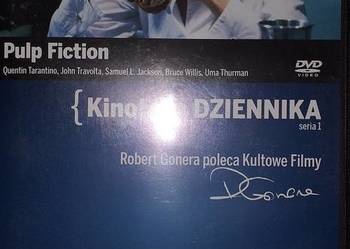 Pulp Fiction
Quentin Tarantino, John Travolta, Samuel L. Jackson, Bruce Willis, Uma Thurman
DVD
VIDEO
{Kino DZIENNIKA
seria 1
Robert Gonera poleca Kultowe Filmy
RGonera